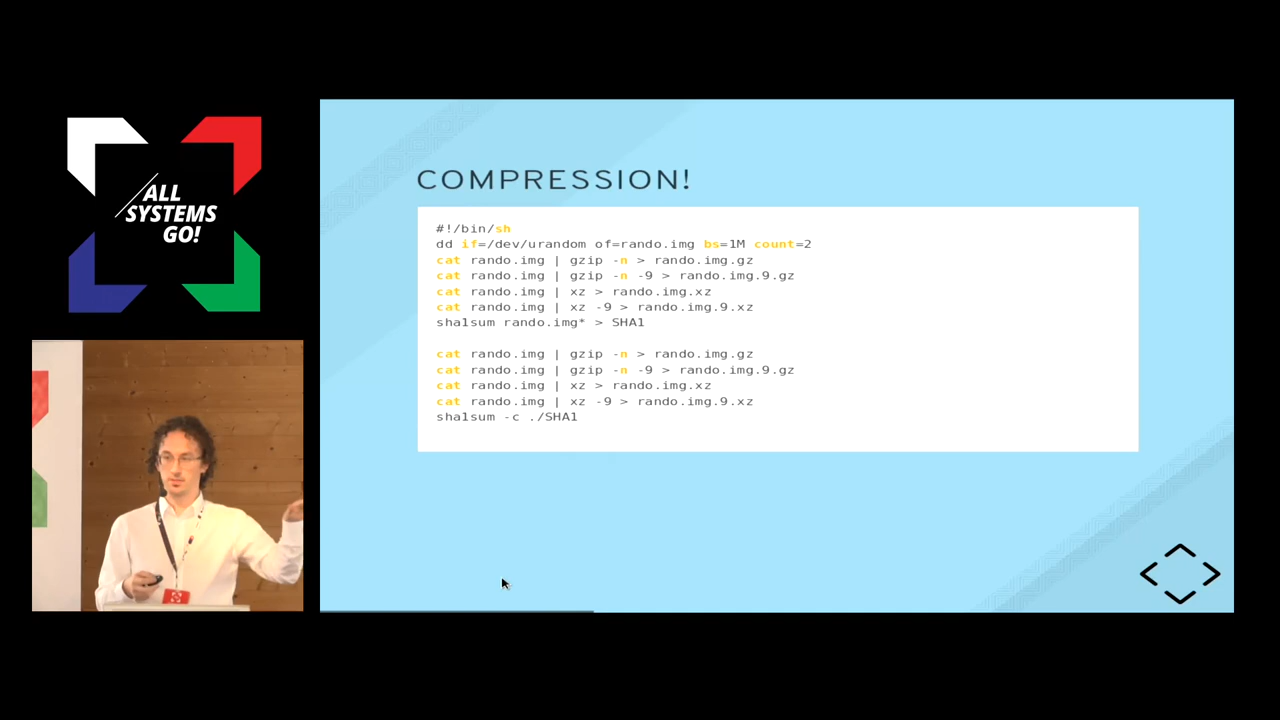 ALL
SYSTEMS
GO!
COMPRESSION!
#!/bin/sh
dd if=/dev/urandom of=rando.img bs=1M count=2
cat rando.img | gzip -n > rando.img.gz
cat rando.img | gzip -n -9 > rando.img.9.gz
cat rando.img | xz > rando.img.xz
cat rando.img | xz -9 > rando.img.9.xz
sha1sum rando.img* > SHA1
cat rando.img | gzip -n > rando.img.gz
cat rando.img | gzip -n -9 > rando.img.9.gz
cat rando.img | xz > rando.img.xz
cat rando.img | xz -9 > rando.img.9.xz
sha1sum -c ./SHA1